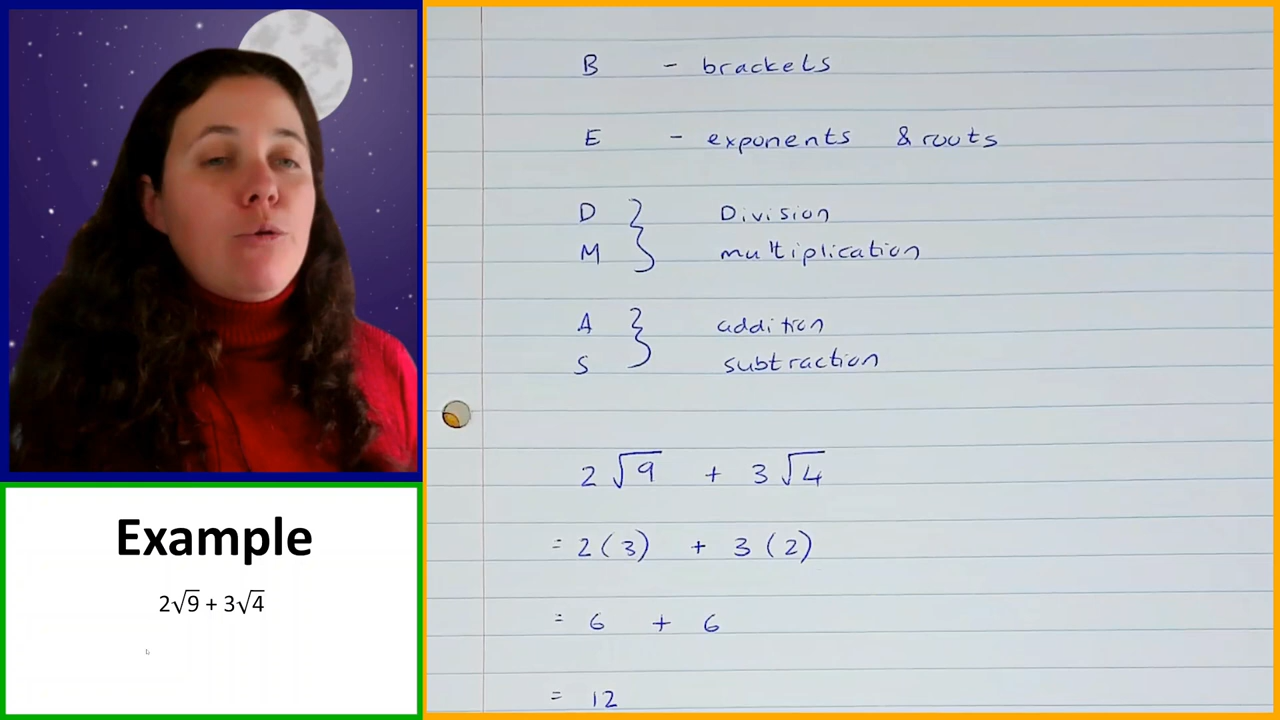 B - brackets
E - exponents & roots
D } Division
M } multiplication
A } addition
S } subtraction
2 √9 + 3 √4
= 2(3) + 3(2)
= 6 + 6
= 12
Example
2√9 + 3√4